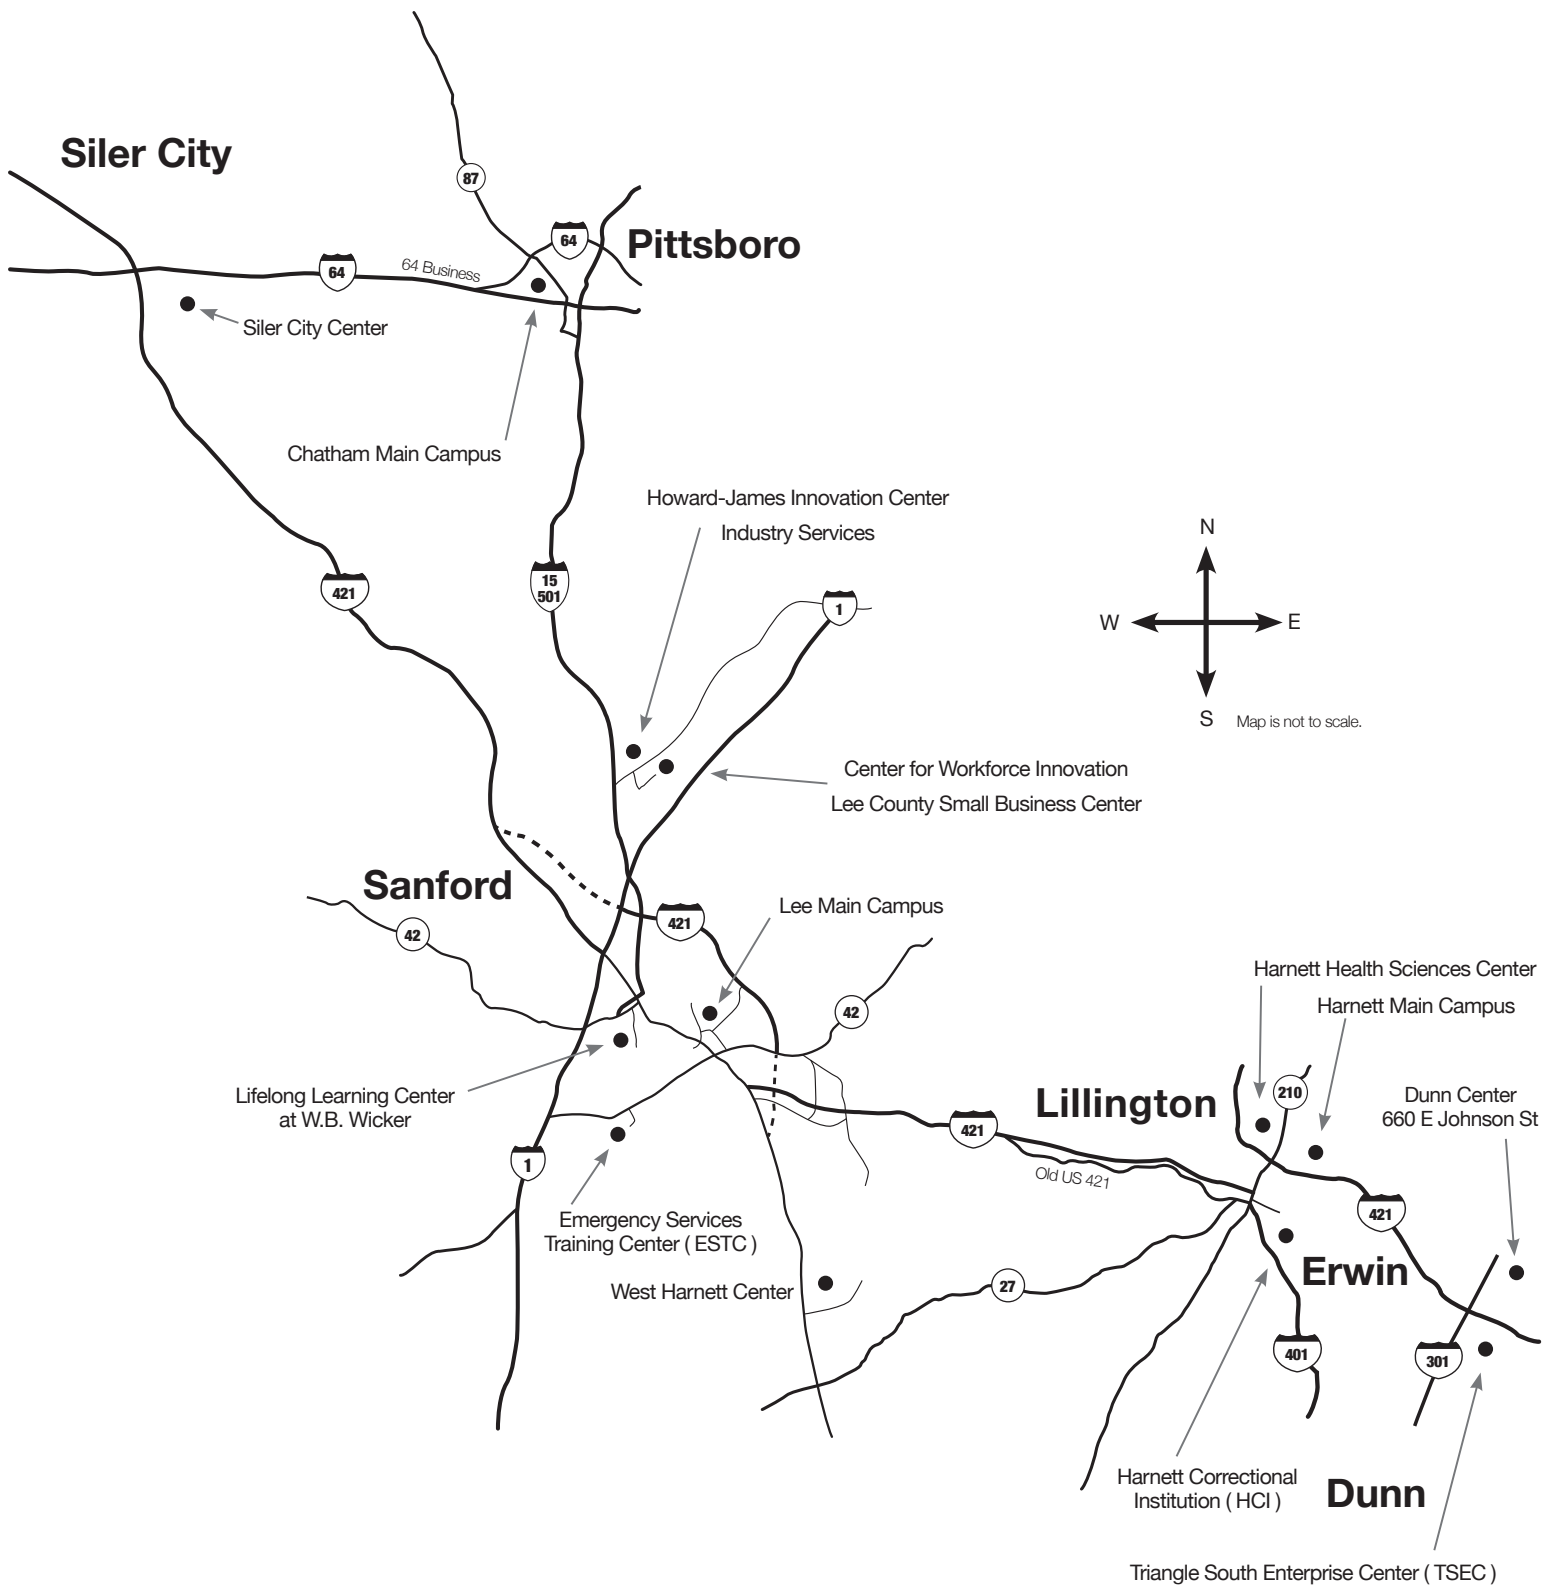 Siler City
87
64
Pittsboro
64
64 Business
Siler City Center
Chatham Main Campus
Howard-James Innovation Center
Industry Services
N
W
E
S
Map is not to scale.
421
15
501
1
Center for Workforce Innovation
Lee County Small Business Center
Sanford
42
421
Lee Main Campus
42
Harnett Health Sciences Center
Harnett Main Campus
Lifelong Learning Center
at W.B. Wicker
Lillington
210
Dunn Center
660 E Johnson St
421
1
Old US 421
Emergency Services
Training Center ( ESTC )
421
West Harnett Center
27
Erwin
401
301
Harnett Correctional
Institution ( HCI )
Dunn
Triangle South Enterprise Center ( TSEC )